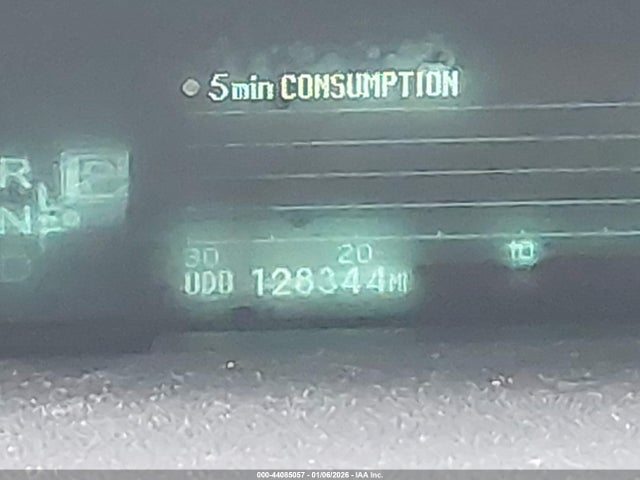 5min CONSUMPTION
R P
N
30 20 10
ODO 128344MI
000-44085057 - 01/06/2026 - IAA Inc.